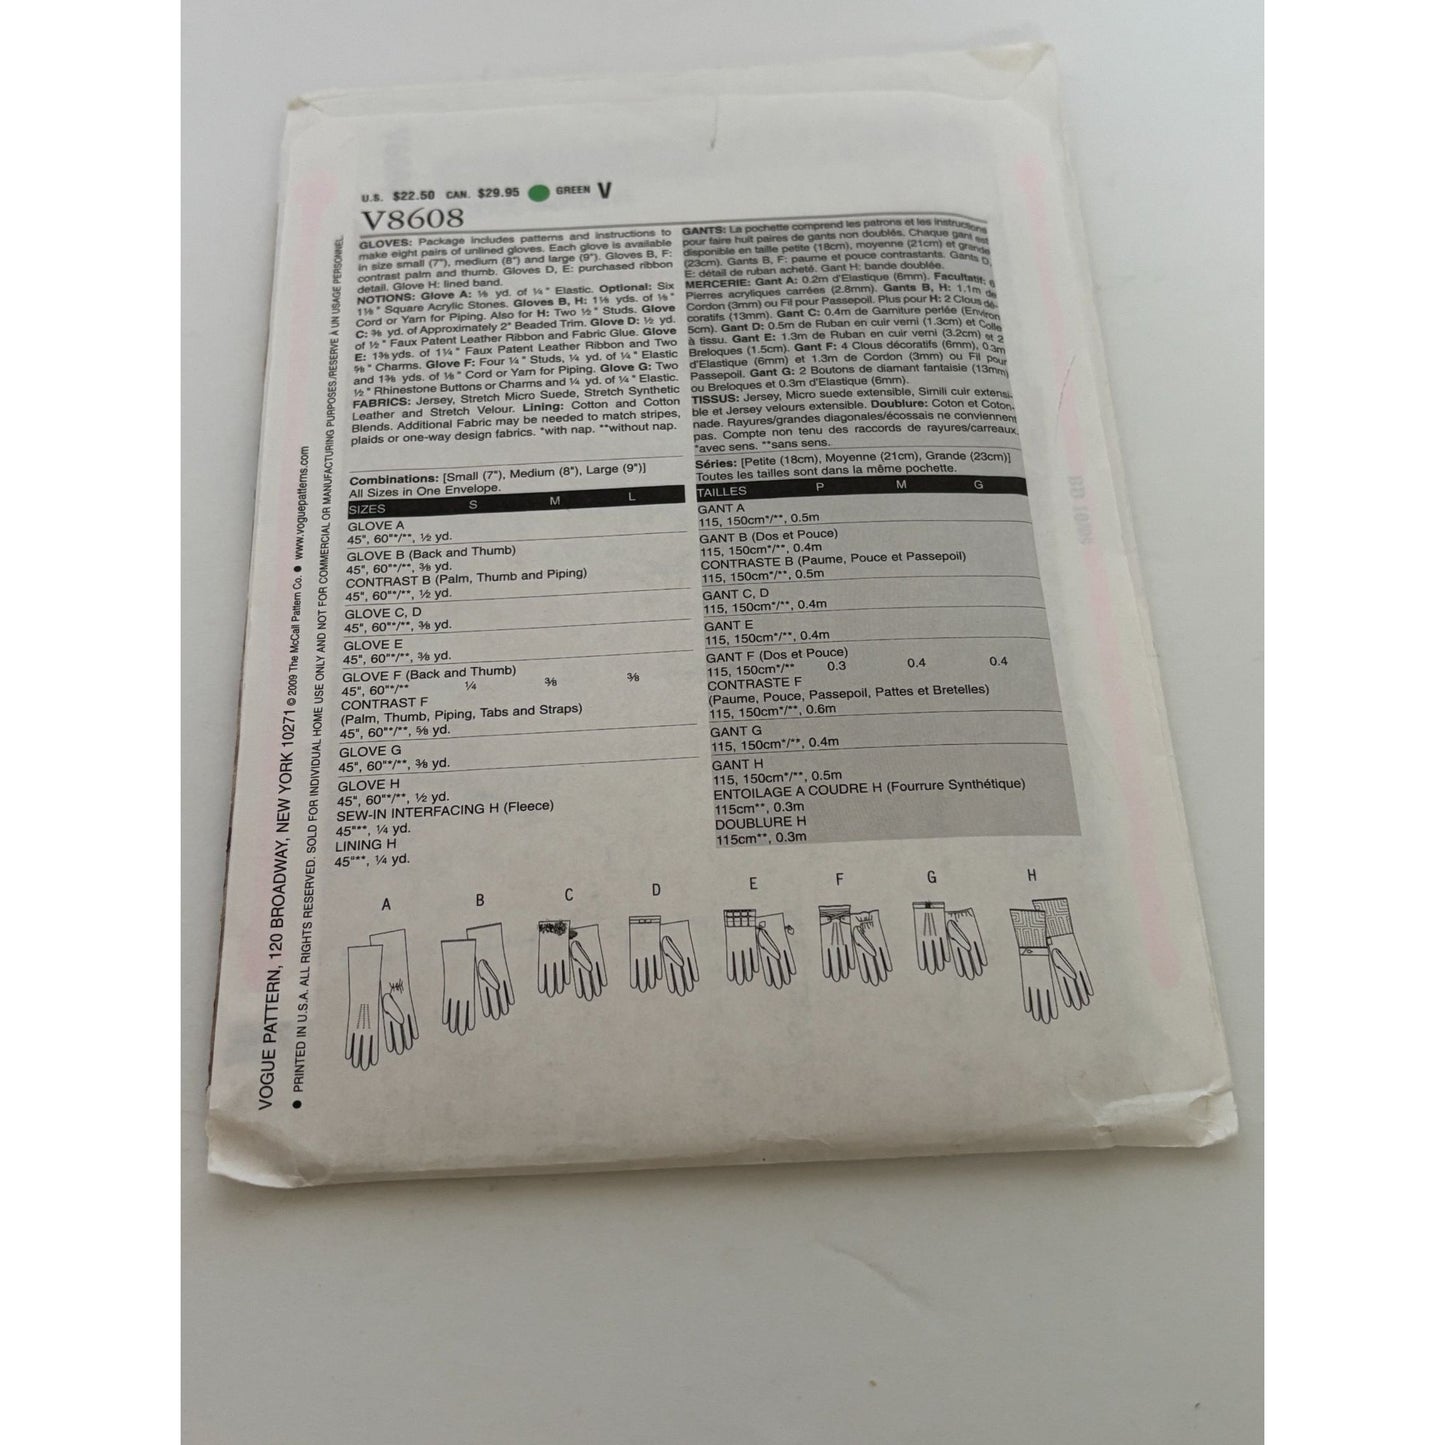 U.S. $22.50 CAN. $29.95 GREEN V
V8608
GLOVES: Package includes patterns and instructions to
make eight pairs of unlined gloves. Each glove is available
in size small (7"), medium (8") and large (9"). Gloves B, F:
contrast palm and thumb. Gloves D, E: purchased ribbon
detail. Glove H: lined band.
NOTIONS: Glove A: ⅛ yd. of ¼" Elastic. Optional: Six
1⅛" Square Acrylic Stones. Gloves B, H: 1⅛ yds. of ⅛"
Cord or Yarn for Piping. Also for H: Two ½" Studs. Glove
C: ⅜ yd. of Approximately 2" Beaded Trim. Glove D: ½ yd.
of ½" Faux Patent Leather Ribbon and Fabric Glue. Glove
E: 1⅜ yds. of 1¼" Faux Patent Leather Ribbon and Two
⅝" Charms. Glove F: Four ¼" Studs, ¼ yd. of ¼" Elastic
and 1⅜ yds. of ⅛" Cord or Yarn for Piping. Glove G: Two
½" Rhinestone Buttons or Charms and ¼ yd. of ¼" Elastic.
FABRICS: Jersey, Stretch Micro Suede, Stretch Synthetic
Leather and Stretch Velour. Lining: Cotton and Cotton
Blends. Additional Fabric may be needed to match stripes,
plaids or one-way design fabrics. *with nap. **without nap.
Combinations: [Small (7"), Medium (8"), Large (9")]
All Sizes in One Envelope.
SIZES S M L
GLOVE A
45", 60"*/**, ½ yd.
GLOVE B (Back and Thumb)
45", 60"*/**, ⅜ yd.
CONTRAST B (Palm, Thumb and Piping)
45", 60"*/**, ½ yd.
GLOVE C, D
45", 60"*/**, ⅜ yd.
GLOVE E
45", 60"*/**, ⅜ yd.
GLOVE F (Back and Thumb)
45", 60"*/** ¼ ⅜ ⅜
CONTRAST F
(Palm, Thumb, Piping, Tabs and Straps)
45", 60"*/**, ⅝ yd.
GLOVE G
45", 60"*/**, ⅜ yd.
GLOVE H
45", 60"*/**, ½ yd.
SEW-IN INTERFACING H (Fleece)
45"**, ¼ yd.
LINING H
45"**, ¼ yd.
GANTS: La pochette comprend les patrons et les instructions
pour faire huit paires de gants non doublés. Chaque gant est
disponible en taille petite (18cm), moyenne (21cm) et grande
(23cm). Gants B, F: paume et pouce contrastants. Gants D,
E: détail de ruban acheté. Gant H: bande doublée.
MERCERIE: Gant A: 0.2m d'Elastique (6mm). Facultatif: 6
Pierres acryliques carrées (2.8mm). Gants B, H: 1.1m de
Cordon (3mm) ou Fil pour Passepoil. Plus pour H: 2 Clous dé-
coratifs (13mm). Gant C: 0.4m de Garniture perlée (Environ
5cm). Gant D: 0.5m de Ruban en cuir verni (1.3cm) et Colle
à tissu. Gant E: 1.3m de Ruban en cuir verni (3.2cm) et 2
Breloques (1.5cm). Gant F: 4 Clous décoratifs (6mm), 0.3m
d'Elastique (6mm) et 1.3m de Cordon (3mm) ou Fil pour
Passepoil. Gant G: 2 Boutons de diamant fantaisie (13mm)
ou Breloques et 0.3m d'Elastique (6mm).
TISSUS: Jersey, Micro suede extensible, Simili cuir extensi-
ble et Jersey velours extensible. Doublure: Coton et Coton-
nade. Rayures/grandes diagonales/écossais ne conviennent
pas. Compte non tenu des raccords de rayures/carreaux.
*avec sens. **sans sens.
Séries: [Petite (18cm), Moyenne (21cm), Grande (23cm)]
Toutes les tailles sont dans la même pochette.
TAILLES P M G
GANT A
115, 150cm*/**, 0.5m
GANT B (Dos et Pouce)
115, 150cm*/**, 0.4m
CONTRASTE B (Paume, Pouce et Passepoil)
115, 150cm*/**, 0.5m
GANT C, D
115, 150cm*/**, 0.4m
GANT E
115, 150cm*/**, 0.4m
GANT F (Dos et Pouce)
115, 150cm*/** 0.3 0.4 0.4
CONTRASTE F
(Paume, Pouce, Passepoil, Pattes et Bretelles)
115, 150cm*/**, 0.6m
GANT G
115, 150cm*/**, 0.4m
GANT H
115, 150cm*/**, 0.5m
ENTOILAGE A COUDRE H (Fourrure Synthétique)
115cm**, 0.3m
DOUBLURE H
115cm**, 0.3m
A B C D E F G H
VOGUE PATTERN, 120 BROADWAY, NEW YORK 10271 © 2009 The McCall Pattern Co. ● www.voguepatterns.com
● PRINTED IN U.S.A. ALL RIGHTS RESERVED. SOLD FOR INDIVIDUAL HOME USE ONLY AND NOT FOR COMMERCIAL OR MANUFACTURING PURPOSES./RESERVE À UN USAGE PERSONNEL